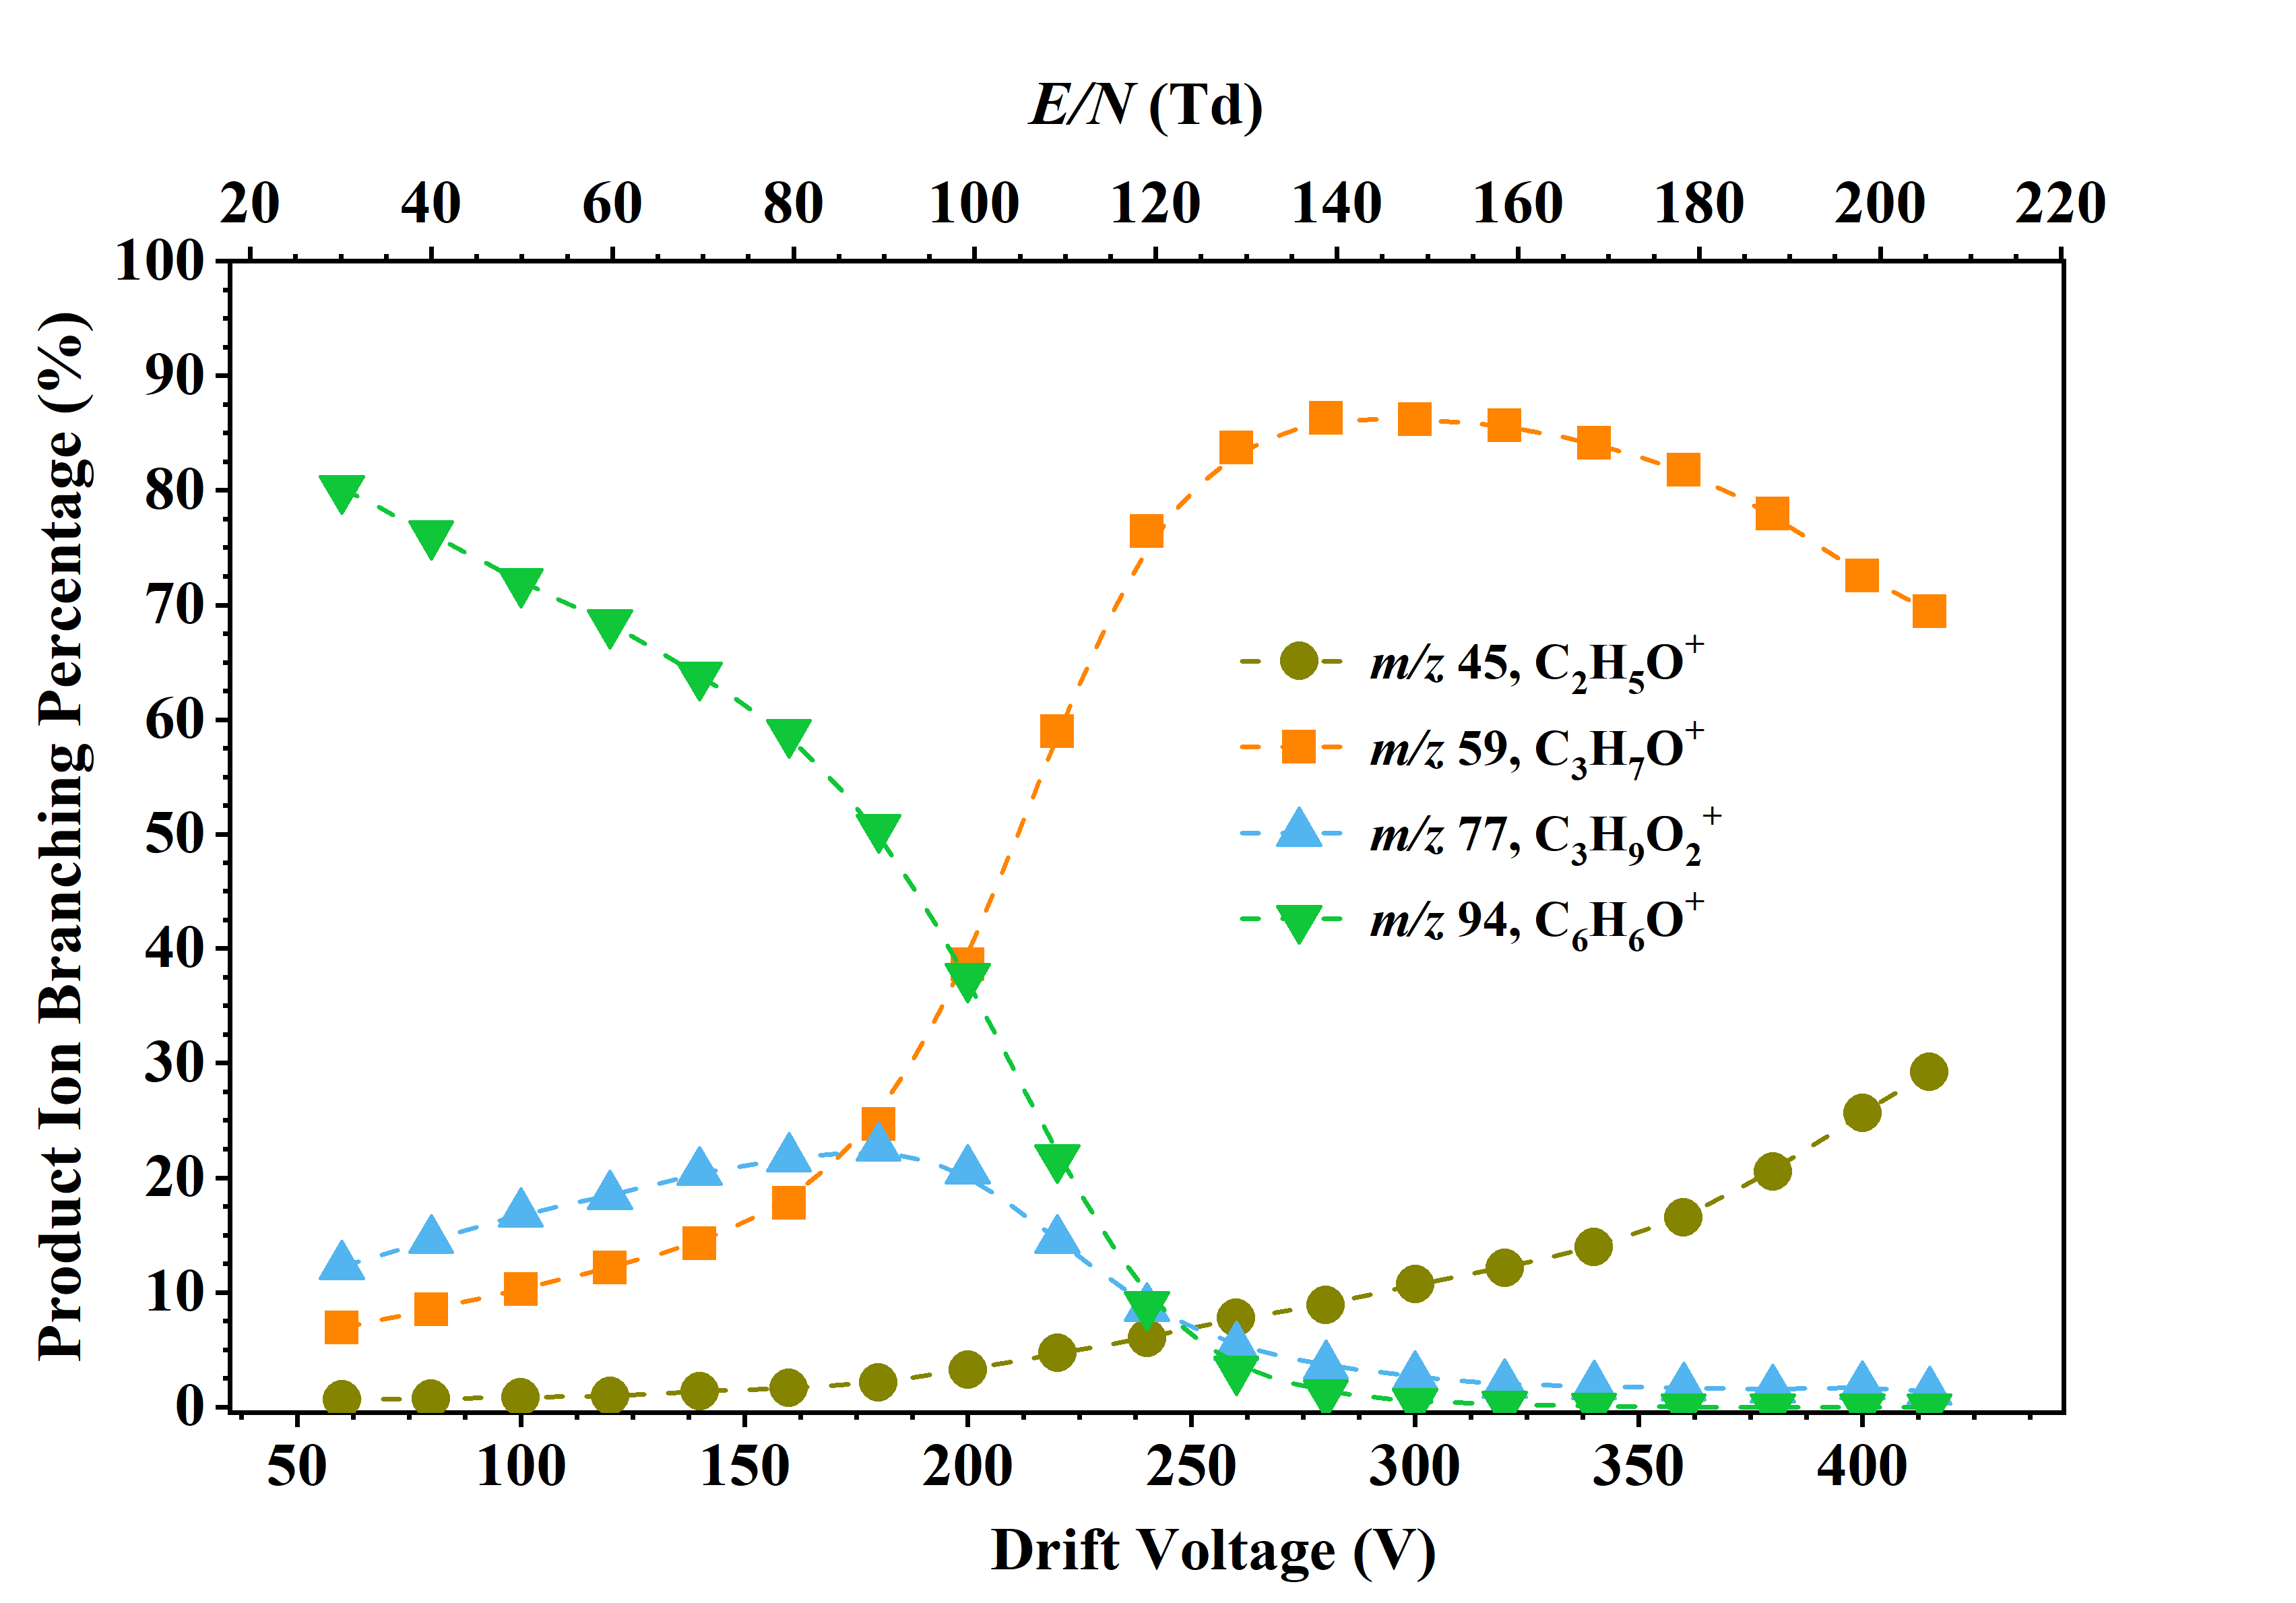 E/N (Td)
20 40 60 80 100 120 140 160 180 200 220
Product Ion Branching Percentage (%)
100
90
80
70
60
50
40
30
20
10
0
m/z 45, C₂H₅O⁺
m/z 59, C₃H₇O⁺
m/z 77, C₃H₉O₂⁺
m/z 94, C₆H₆O⁺
50 100 150 200 250 300 350 400
Drift Voltage (V)